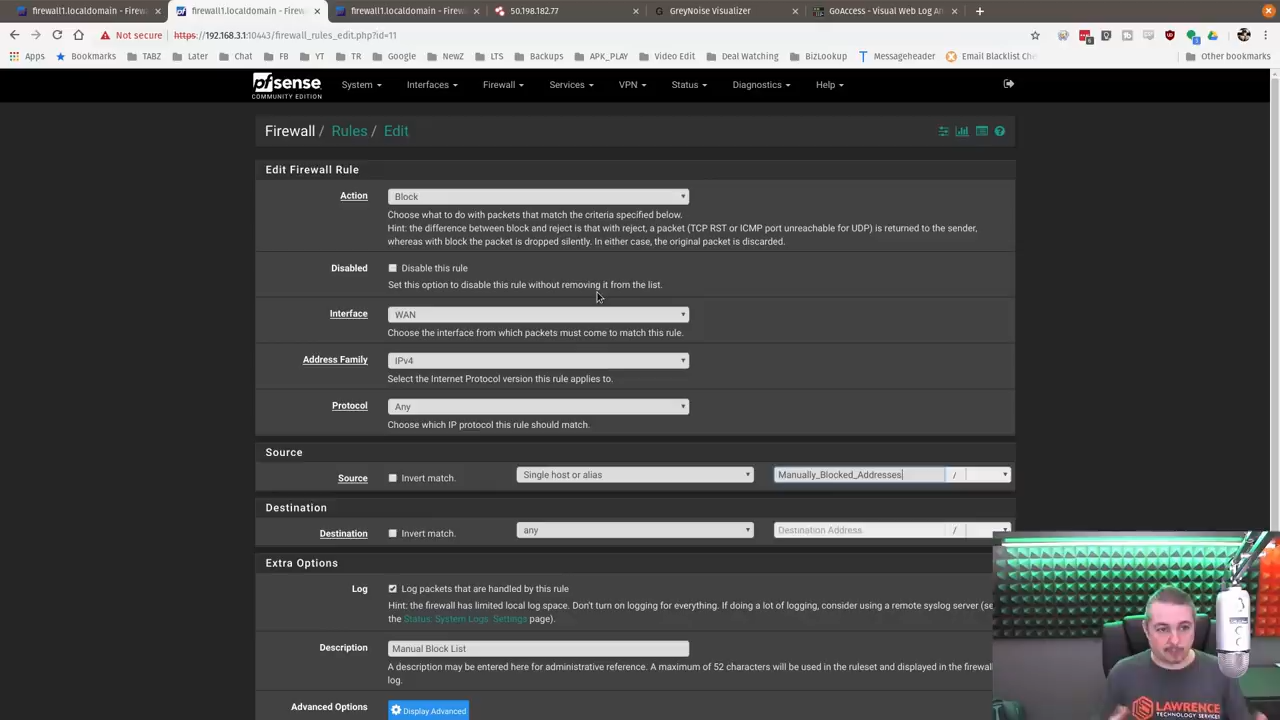 firewall1.localdomain - Firew
firewall1.localdomain - Firew
firewall1.localdomain - Firew
50.198.182.77
GreyNoise Visualizer
GoAccess - Visual Web Log An
Not secure
https://192.168.3.1:10443/firewall_rules_edit.php?id=11
Apps
Bookmarks
TABZ
Later
Chat
FB
YT
TR
Google
NewZ
LTS
Backups
APK_PLAY
Video Edit
Deal Watching
BizLookup
Messageheader
Email Blacklist Che
Other bookmarks
pfsense
COMMUNITY EDITION
System
Interfaces
Firewall
Services
VPN
Status
Diagnostics
Help
Firewall / Rules / Edit
Edit Firewall Rule
Action
Block
Choose what to do with packets that match the criteria specified below.
Hint: the difference between block and reject is that with reject, a packet (TCP RST or ICMP port unreachable for UDP) is returned to the sender,
whereas with block the packet is dropped silently. In either case, the original packet is discarded.
Disabled
Disable this rule
Set this option to disable this rule without removing it from the list.
Interface
WAN
Choose the interface from which packets must come to match this rule.
Address Family
IPv4
Select the Internet Protocol version this rule applies to.
Protocol
Any
Choose which IP protocol this rule should match.
Source
Source
Invert match.
Single host or alias
Manually_Blocked_Addresses
/
Destination
Destination
Invert match.
any
Destination Address
/
Extra Options
Log
Log packets that are handled by this rule
Hint: the firewall has limited local log space. Don't turn on logging for everything. If doing a lot of logging, consider using a remote syslog server (se
the Status: System Logs: Settings page).
Description
Manual Block List
A description may be entered here for administrative reference. A maximum of 52 characters will be used in the ruleset and displayed in the firewall
log.
Advanced Options
Display Advanced
LAWRENCE
TECHNOLOGY SERVICES